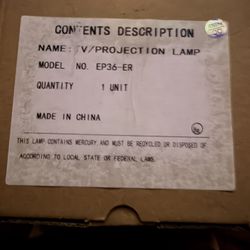 CONTENTS DESCRIPTION
NAME: TV/PROJECTION LAMP
MODEL NO. EP36-ER
QUANTITY 1 UNIT
MADE IN CHINA
THIS LAMP CONTAINS MERCURY AND MUST BE RECYCLED OR DISPOSED OF
ACCORDING TO LOCAL STATE OR FEDERAL LAWS.